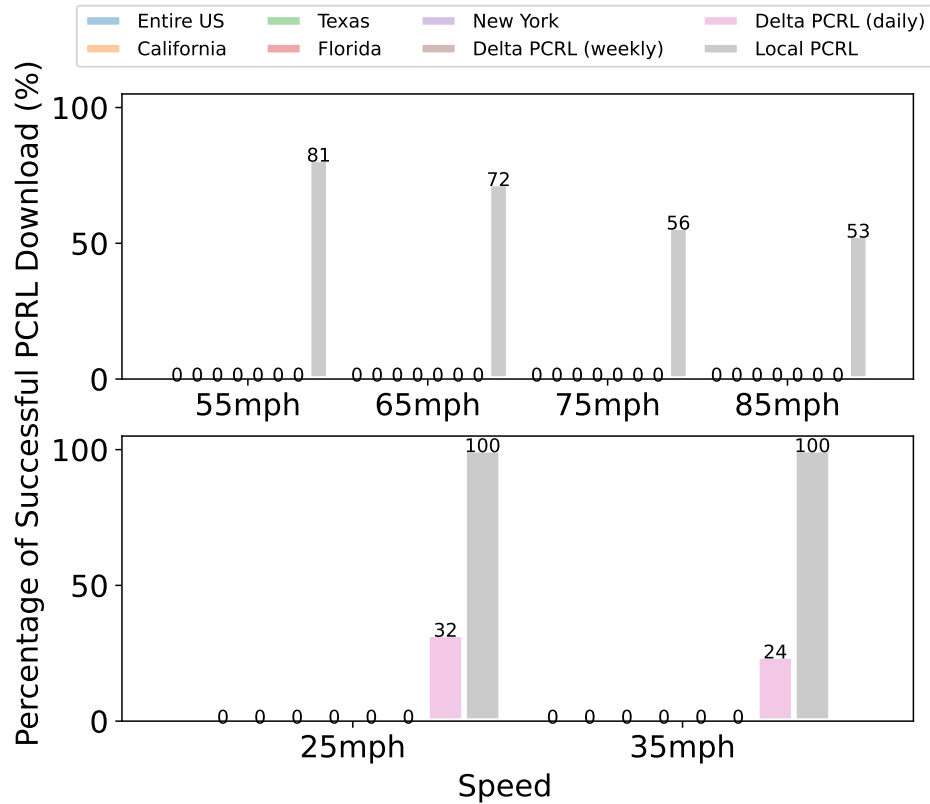 Entire US Texas New York Delta PCRL (daily)
California Florida Delta PCRL (weekly) Local PCRL
Percentage of Successful PCRL Download (%)
100
50
0
81
72
56
53
0 0 0 0 0 0 0
0 0 0 0 0 0 0
0 0 0 0 0 0 0
0 0 0 0 0 0 0
55mph 65mph 75mph 85mph
100
50
0
100
100
32
24
0 0 0 0 0 0
0 0 0 0 0 0
25mph 35mph
Speed